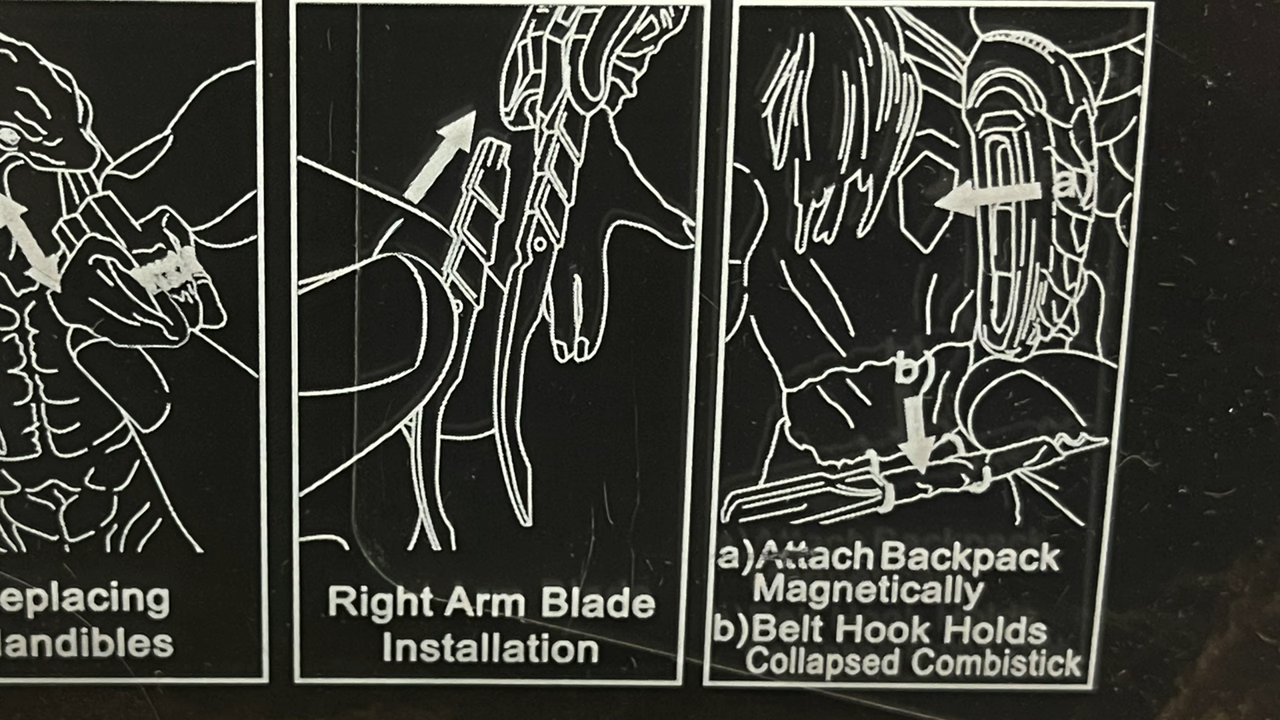 eplacing
andibles
Right Arm Blade
Installation
a)
b)
a)Attach Backpack
Magnetically
b)Belt Hook Holds
Collapsed Combistick